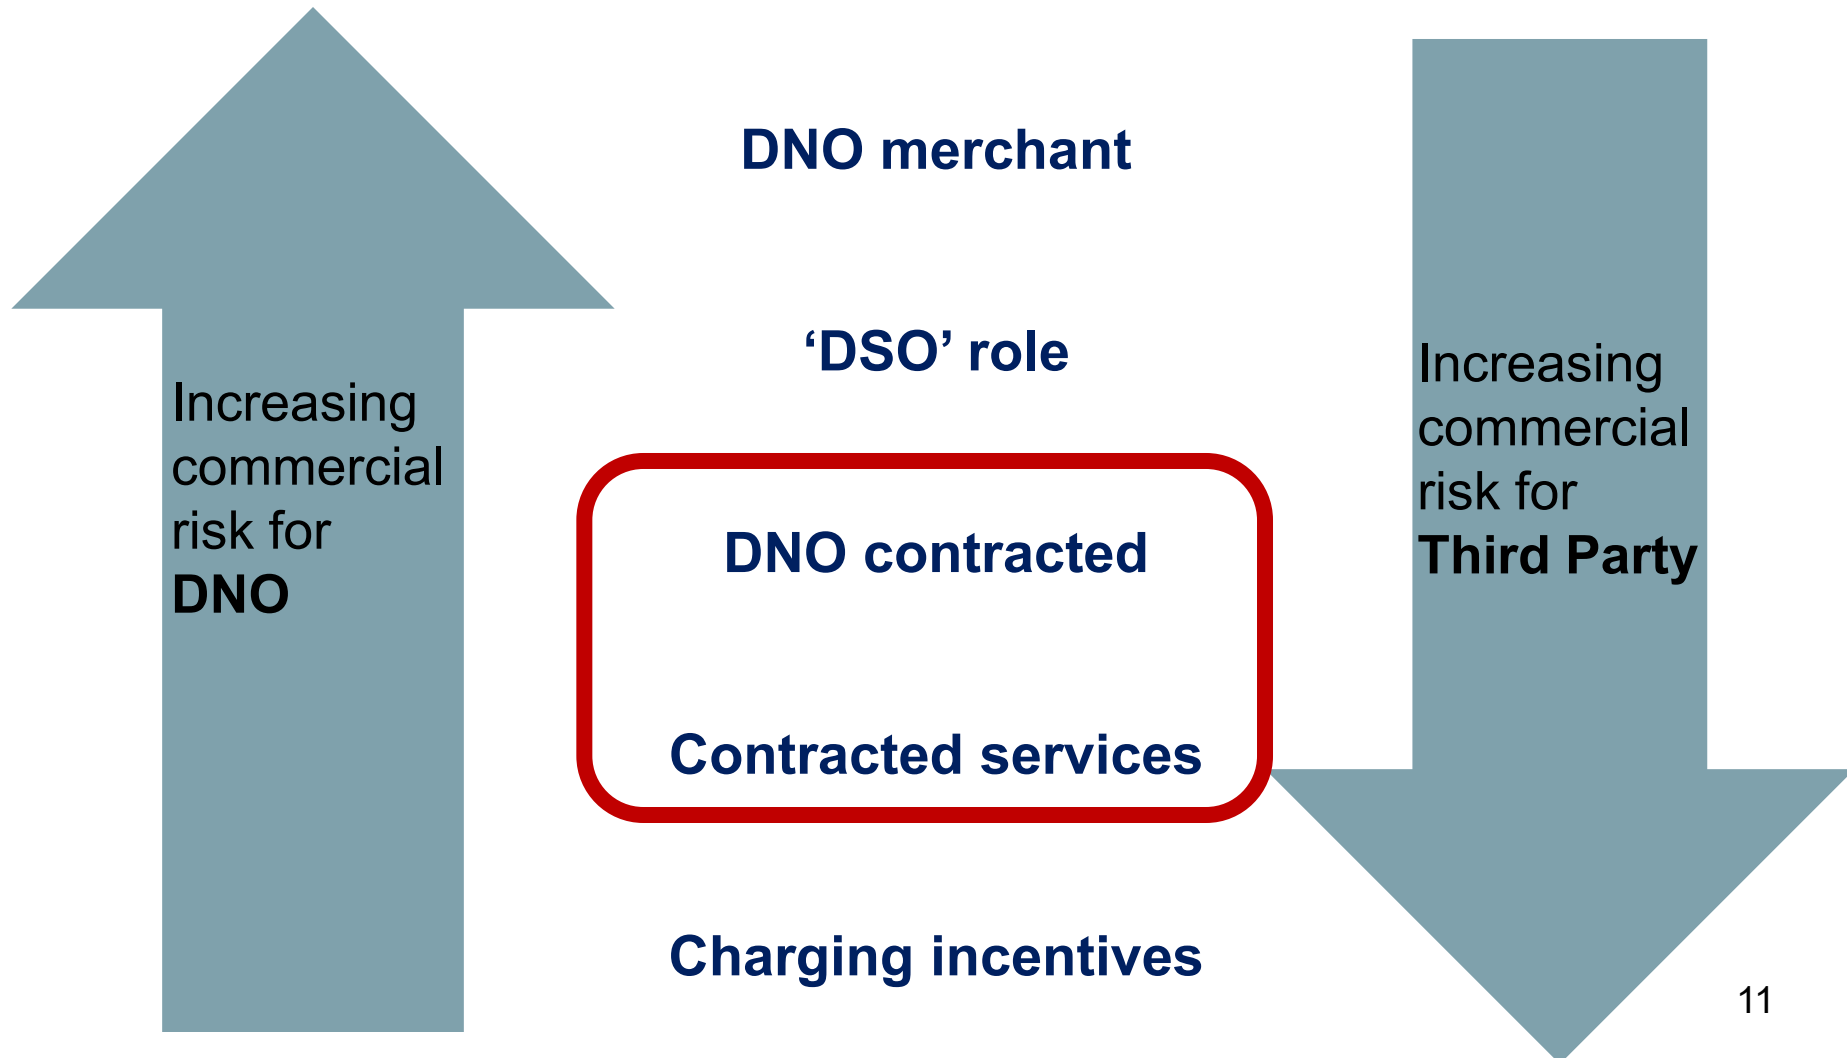 DNO merchant
‘DSO’ role
Increasing
commercial
risk for
DNO
DNO contracted
Contracted services
Charging incentives
Increasing
commercial
risk for
Third Party
11